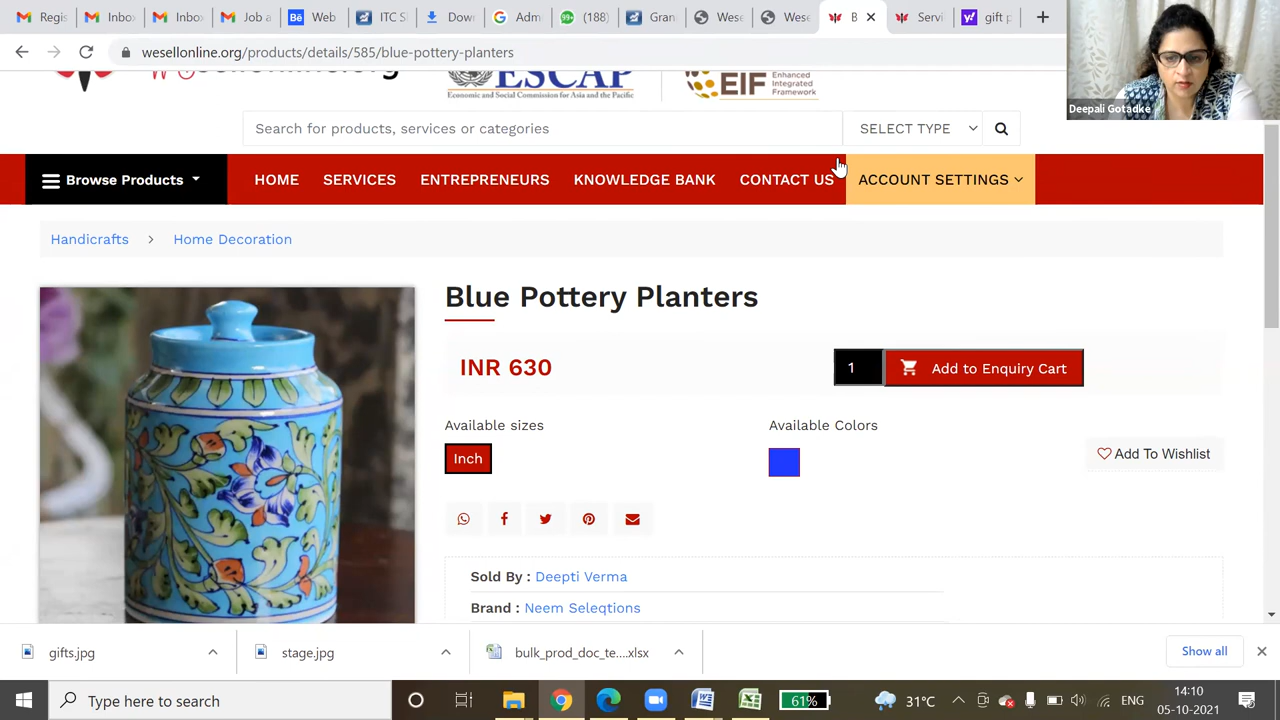 Regis
Inbo
Inbo
Job a
Web
ITC S
Dow
Adm
99+ (188)
Gran
Wese
Wese
B
Servi
gift p
wesellonline.org/products/details/585/blue-pottery-planters
Deepali Gotadke
wesellonline.org
ESCAP
Economic and Social Commission for Asia and the Pacific
EIF Enhanced Integrated Framework
Search for products, services or categories
SELECT TYPE
Browse Products
HOME
SERVICES
ENTREPRENEURS
KNOWLEDGE BANK
CONTACT US
ACCOUNT SETTINGS
Handicrafts > Home Decoration
Blue Pottery Planters
INR 630
1
Add to Enquiry Cart
Available sizes
Available Colors
Inch
Add To Wishlist
Sold By : Deepti Verma
Brand : Neem Seleqtions
gifts.jpg
stage.jpg
bulk_prod_doc_te....xlsx
Show all
Type here to search
61%
31°C
ENG
14:10
05-10-2021